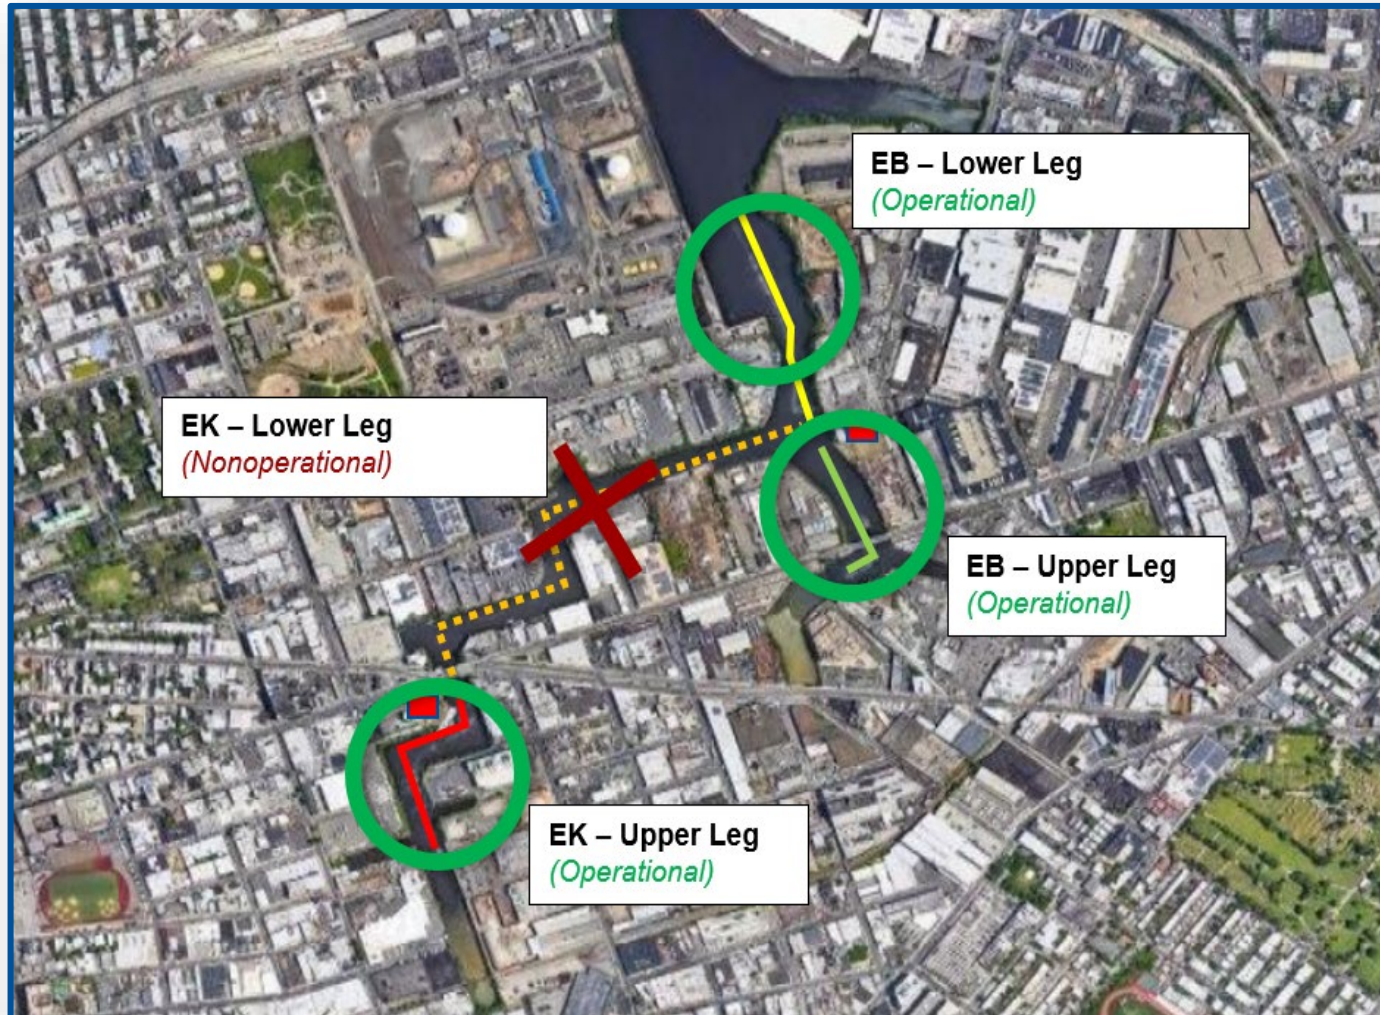 EB – Lower Leg
(Operational)
EK – Lower Leg
(Nonoperational)
EB – Upper Leg
(Operational)
EK – Upper Leg
(Operational)